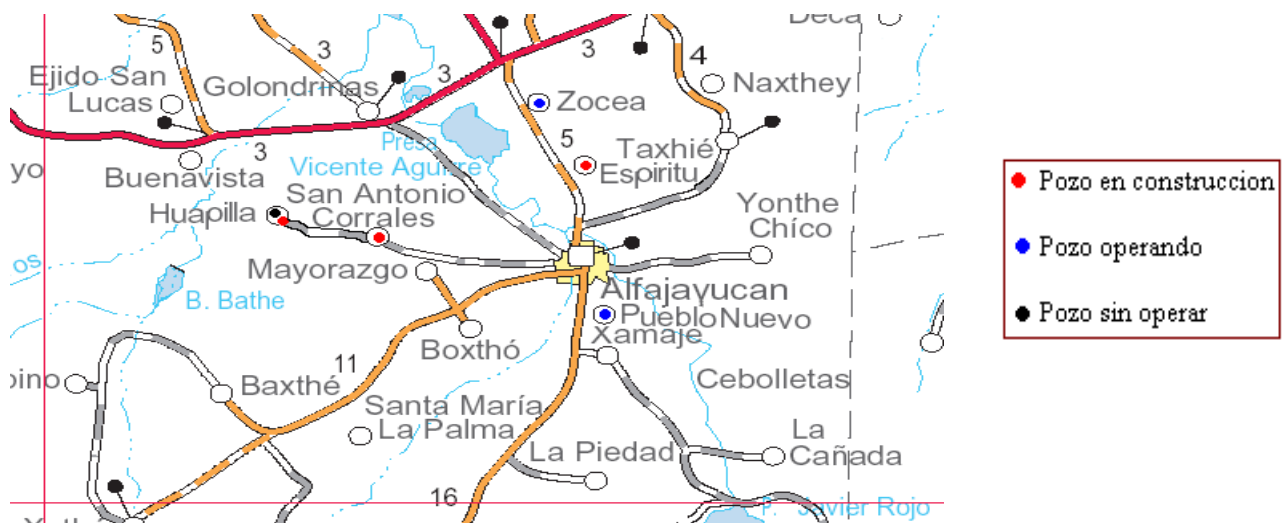 Deca
5
3
3
3
4
Ejido San
Lucas
Golondrinas
Zocea
Naxthey
Presa
Vicente Aguirre
5
Taxhié
Espiritu
3
yo
Buenavista
San Antonio
Corrales
Huapilla
Yonthe
Chíco
Mayorazgo
os
B. Bathe
Alfajayucan
Pueblo Nuevo
Xamaje
Boxthó
11
Baxthé
Cebolletas
Santa María
La Palma
La Piedad
La
Cañada
16
P. Javier Rojo
Pozo en construccion
Pozo operando
Pozo sin operar